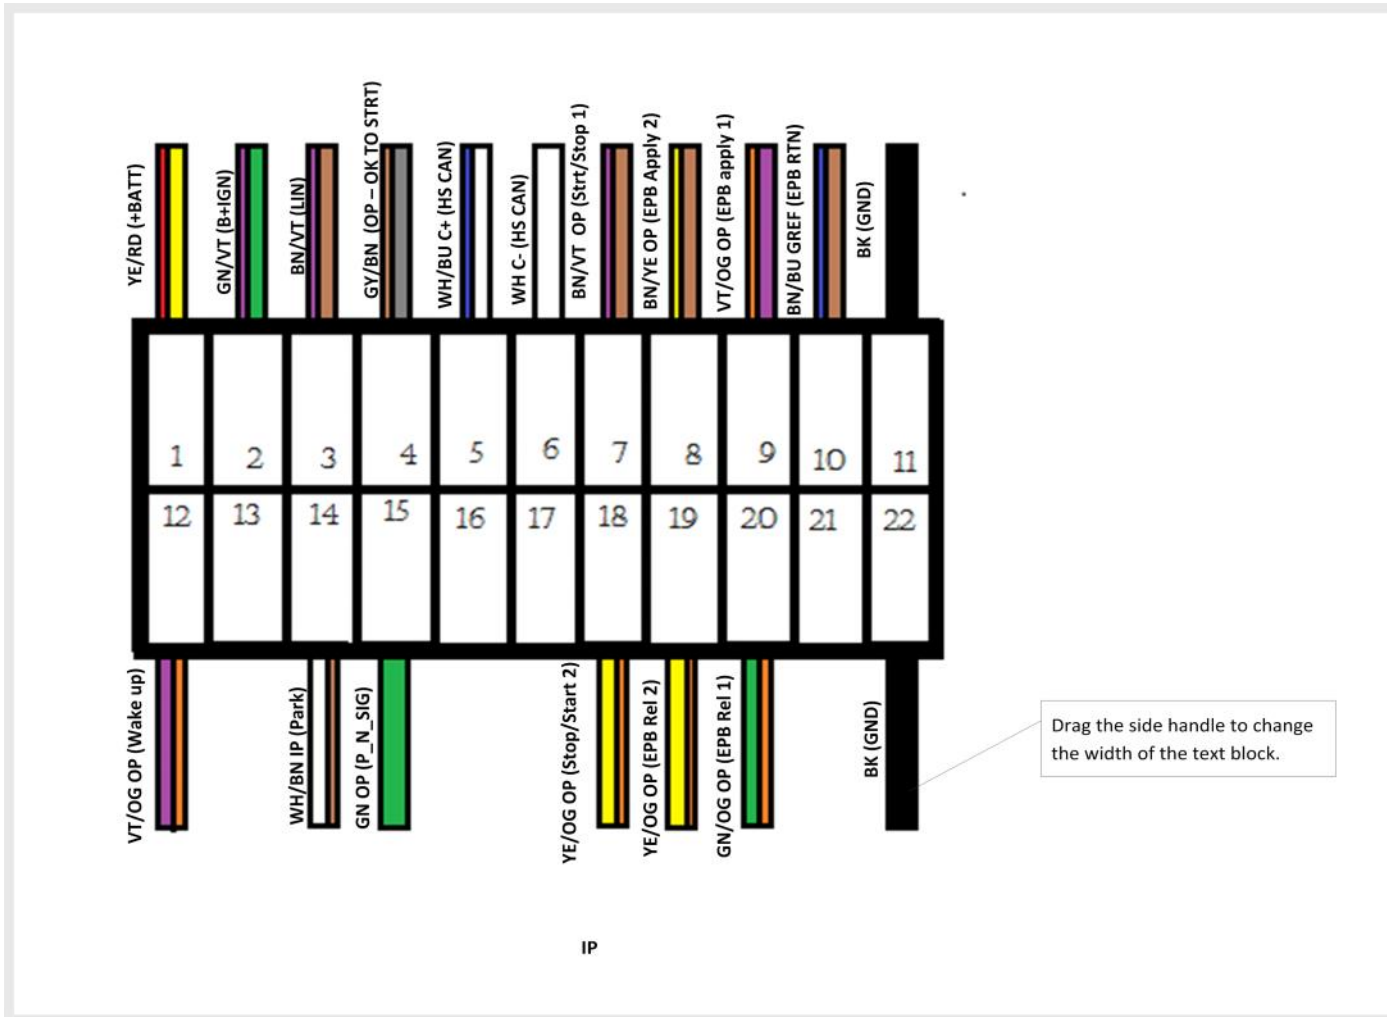 YE/RD (+BATT)
GN/VT (B+IGN)
BN/VT (LIN)
GY/BN (OP – OK TO STRT)
WH/BU C+ (HS CAN)
WH C- (HS CAN)
BN/VT OP (Strt/Stop 1)
BN/YE OP (EPB Apply 2)
VT/OG OP (EPB apply 1)
BN/BU GREF (EPB RTN)
BK (GND)
1 2 3 4 5 6 7 8 9 10 11
12 13 14 15 16 17 18 19 20 21 22
VT/OG OP (Wake up)
WH/BN IP (Park)
GN OP (P_N_SIG)
YE/OG OP (Stop/Start 2)
YE/OG OP (EPB Rel 2)
GN/OG OP (EPB Rel 1)
BK (GND)
Drag the side handle to change
the width of the text block.
IP